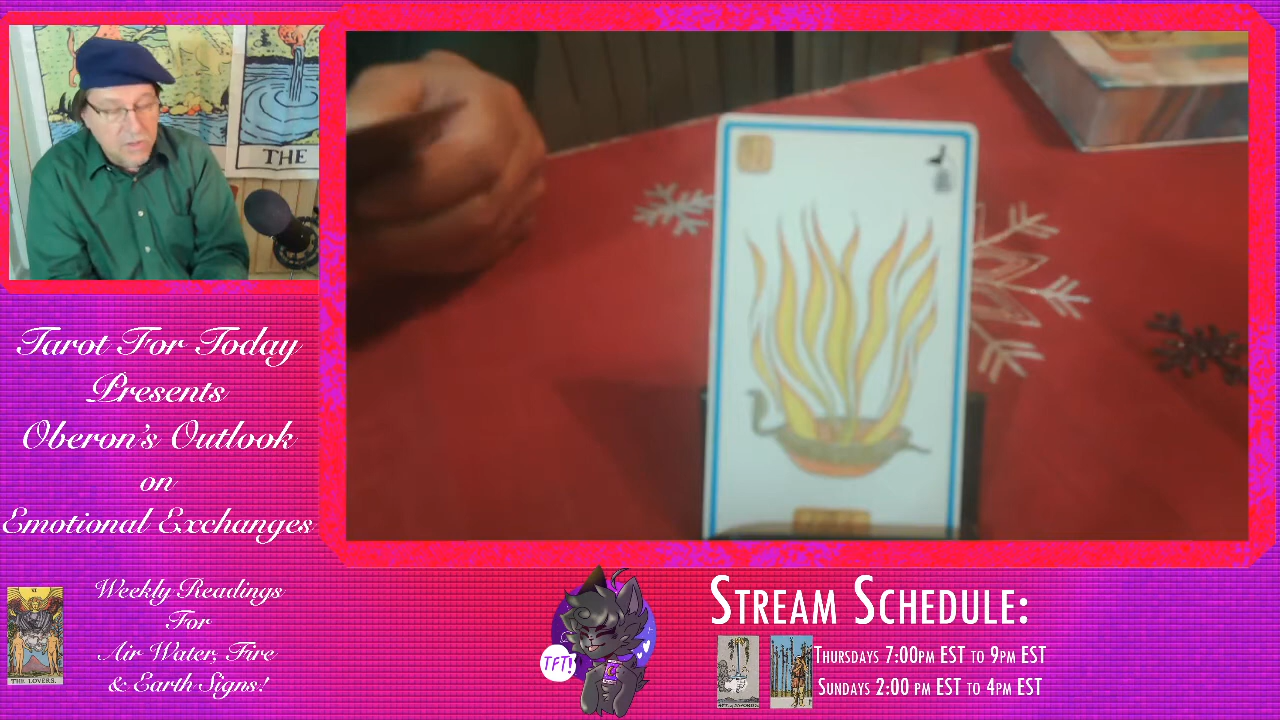 THE
Tarot For Today
Presents
Oberon's Outlook
on
Emotional Exchanges
Weekly Readings
For
Air Water, Fire
& Earth Signs!
VI
THE LOVERS.
TFT!
STREAM SCHEDULE:
THURSDAYS 7:00PM EST TO 9PM EST
SUNDAYS 2:00 PM EST TO 4PM EST